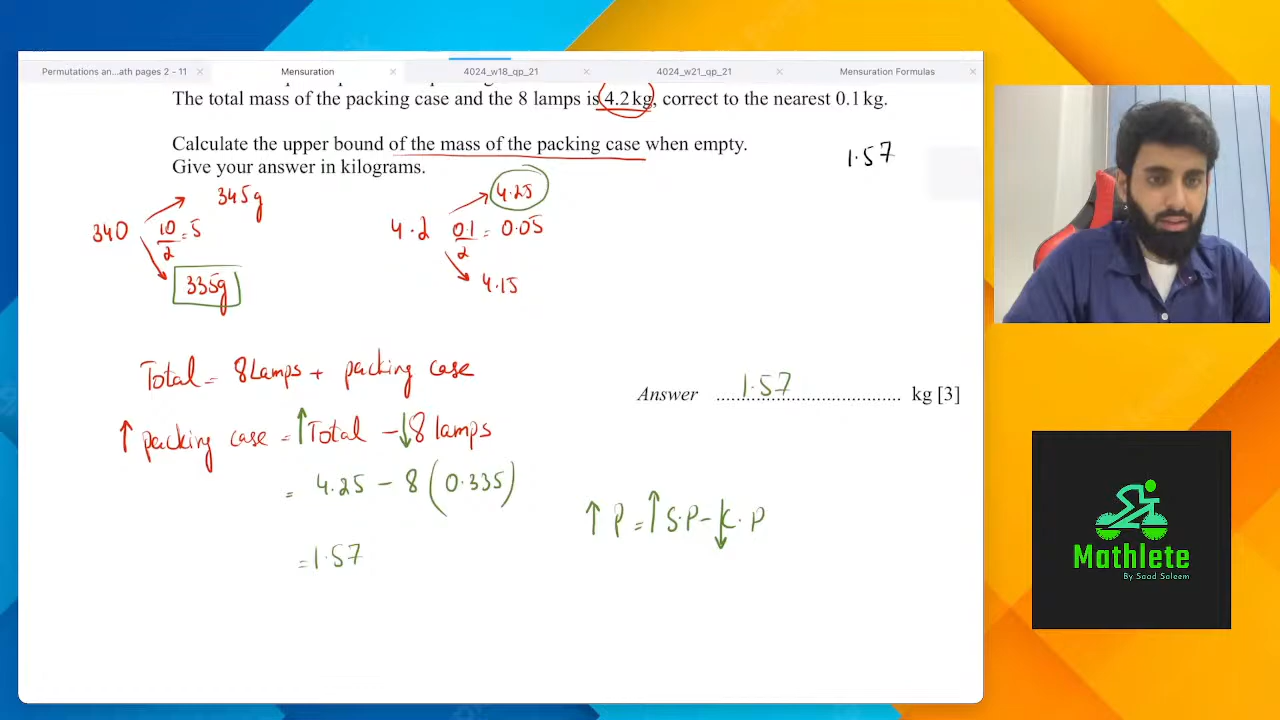 Permutations an...ath pages 2 - 11
Mensuration
4024_w18_qp_21
4024_w21_qp_21
Mensuration Formulas
The total mass of the packing case and the 8 lamps is 4.2 kg, correct to the nearest 0.1 kg.
Calculate the upper bound of the mass of the packing case when empty.
Give your answer in kilograms.
1.57
345g
340 10/2 = 5
335g
4.25
4.2 0.1/2 = 0.05
4.15
Total = 8 Lamps + packing case
Answer 1.57 kg [3]
↑ packing case = ↑Total - ↓8 lamps
= 4.25 - 8 (0.335)
↑ P = ↑ S.P - ↓C.P
= 1.57
Mathlete
By Saad Saleem